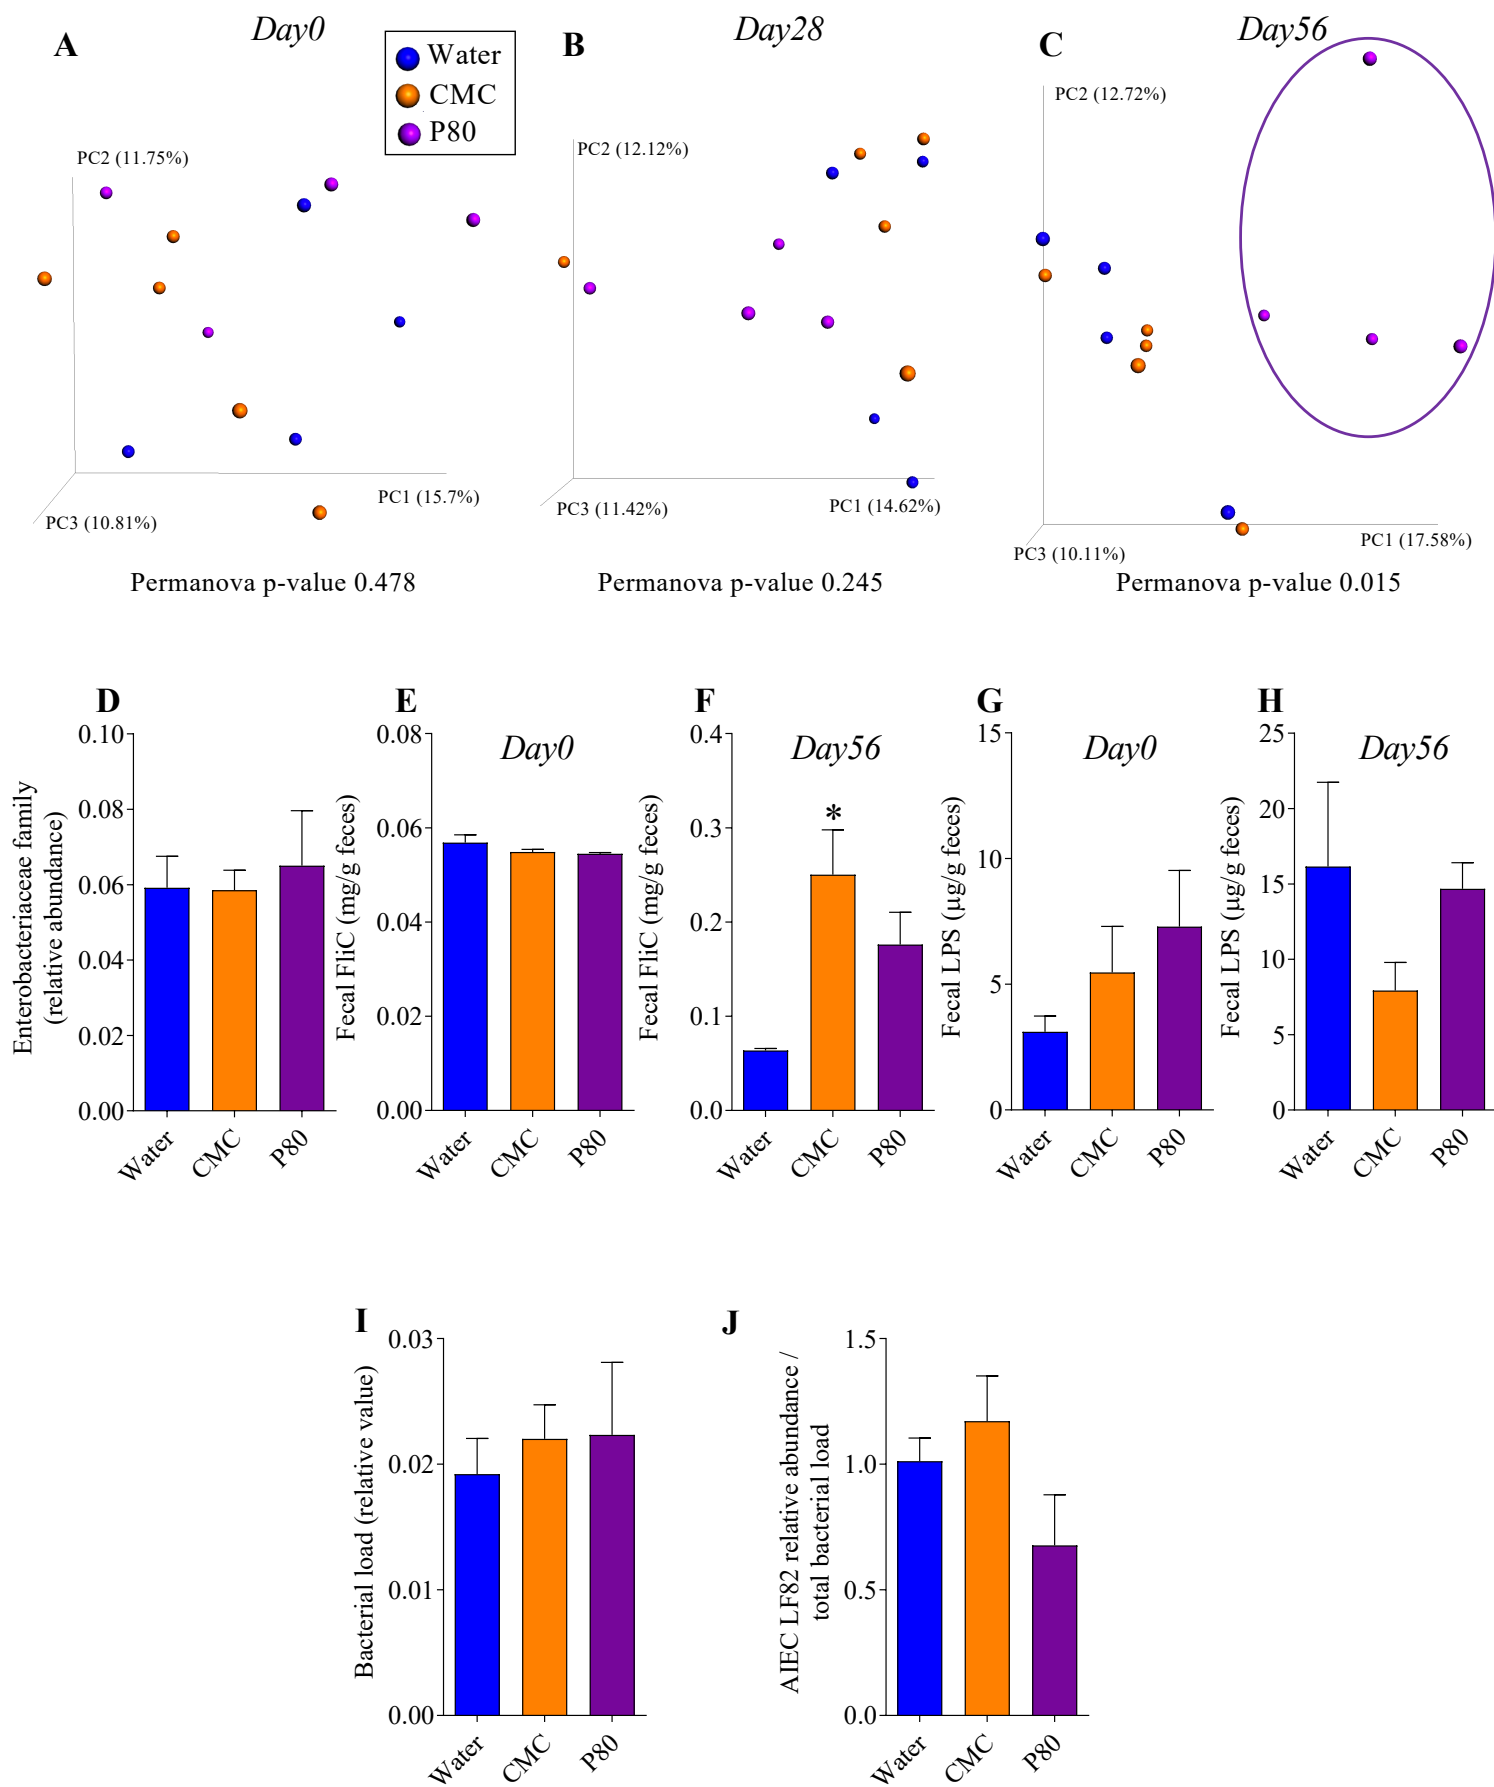 A
Day0
Water
CMC
P80
B
Day28
C
Day56
PC2 (11.75%)
PC1 (15.7%)
PC3 (10.81%)
Permanova p-value 0.478
PC2 (12.12%)
PC1 (14.62%)
PC3 (11.42%)
Permanova p-value 0.245
PC2 (12.72%)
PC1 (17.58%)
PC3 (10.11%)
Permanova p-value 0.015
D
Enterobacteriaceae family
(relative abundance)
0.10
0.08
0.06
0.04
0.02
0.00
Water
CMC
P80
E
Day0
Fecal FliC (mg/g feces)
0.08
0.06
0.04
0.02
0.00
Water
CMC
P80
F
Day56
Fecal FliC (mg/g feces)
0.4
0.3
0.2
0.1
0.0
*
Water
CMC
P80
G
Day0
Fecal LPS (µg/g feces)
15
10
5
0
Water
CMC
P80
H
Day56
Fecal LPS (µg/g feces)
25
20
15
10
5
0
Water
CMC
P80
I
Bacterial load (relative value)
0.03
0.02
0.01
0.00
Water
CMC
P80
J
AIEC LF82 relative abundance /
total bacterial load
1.5
1.0
0.5
0.0
Water
CMC
P80